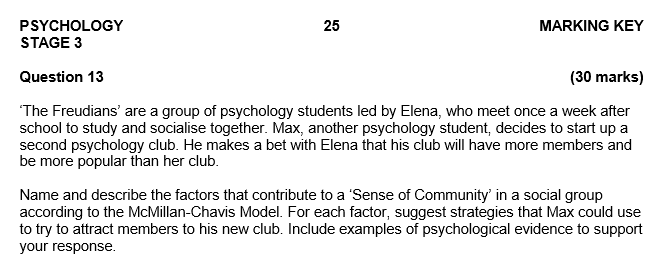 PSYCHOLOGY 25 MARKING KEY
STAGE 3
Question 13 (30 marks)
‘The Freudians’ are a group of psychology students led by Elena, who meet once a week after
school to study and socialise together. Max, another psychology student, decides to start up a
second psychology club. He makes a bet with Elena that his club will have more members and
be more popular than her club.
Name and describe the factors that contribute to a ‘Sense of Community’ in a social group
according to the McMillan-Chavis Model. For each factor, suggest strategies that Max could use
to try to attract members to his new club. Include examples of psychological evidence to support
your response.